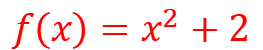 f(x) = x² + 2